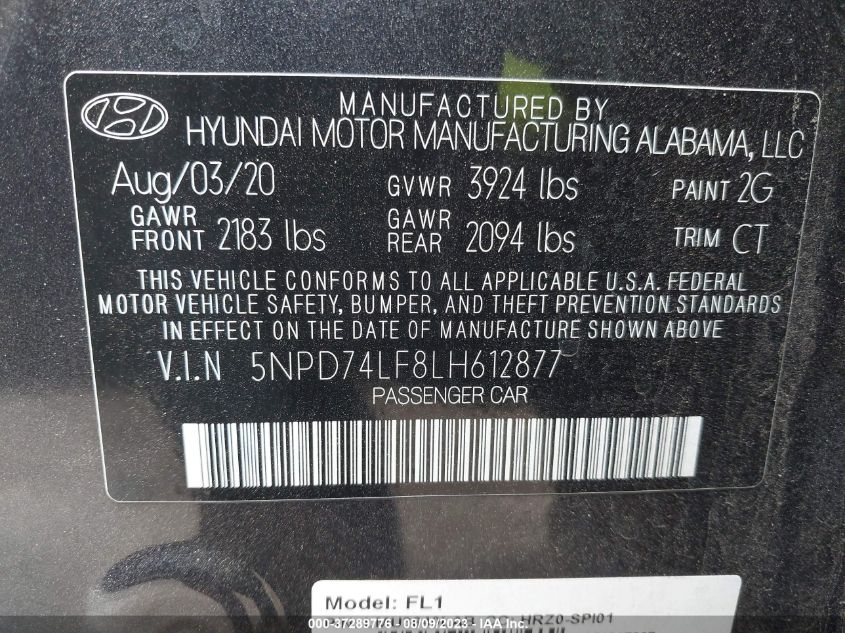 MANUFACTURED BY
HYUNDAI MOTOR MANUFACTURING ALABAMA, LLC
Aug/03/20 GVWR 3924 lbs PAINT 2G
GAWR FRONT 2183 lbs GAWR REAR 2094 lbs TRIM CT
THIS VEHICLE CONFORMS TO ALL APPLICABLE U.S.A. FEDERAL
MOTOR VEHICLE SAFETY, BUMPER, AND THEFT PREVENTION STANDARDS
IN EFFECT ON THE DATE OF MANUFACTURE SHOWN ABOVE
V.I.N 5NPD74LF8LH612877
PASSENGER CAR
Model: FL1
HRZ0-SPI01
000-37289776 - 08/09/2023 - IAA Inc.